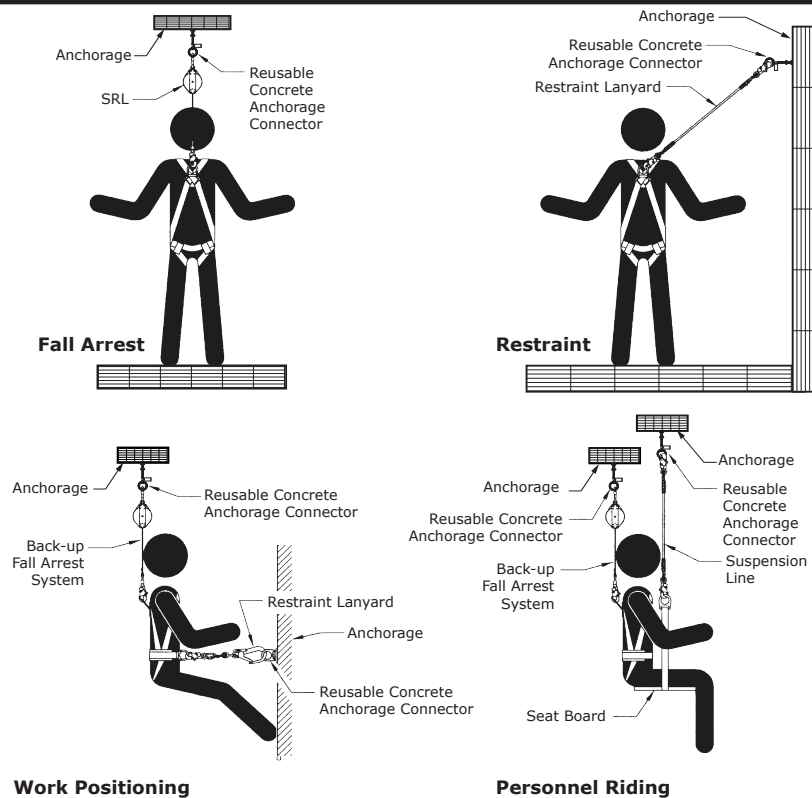 Anchorage
SRL
Reusable
Concrete
Anchorage
Connector
Fall Arrest
Anchorage
Reusable Concrete
Anchorage Connector
Restraint Lanyard
Restraint
Anchorage
Reusable Concrete
Anchorage Connector
Back-up
Fall Arrest
System
Restraint Lanyard
Anchorage
Reusable Concrete
Anchorage Connector
Work Positioning
Anchorage
Anchorage
Reusable Concrete
Anchorage Connector
Reusable
Concrete
Anchorage
Connector
Back-up
Fall Arrest
System
Suspension
Line
Seat Board
Personnel Riding